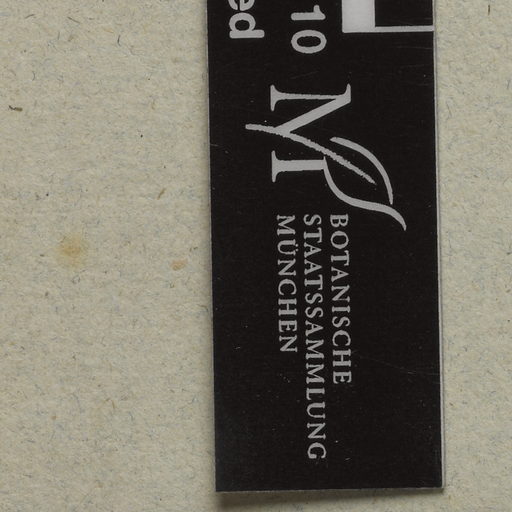 10
ed
BOTANISCHE
STAATSSAMMLUNG
MÜNCHEN